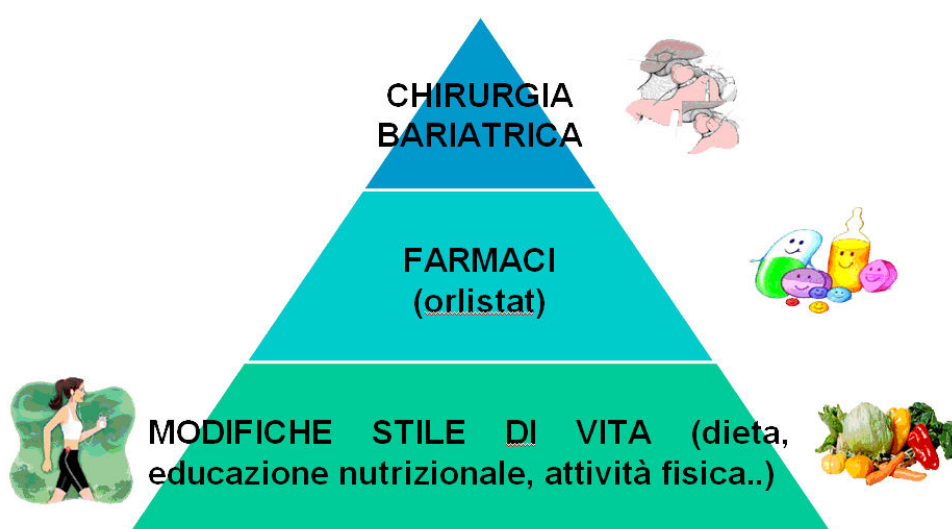 CHIRURGIA
BARIATRICA
FARMACI
(orlistat)
MODIFICHE STILE DI VITA (dieta,
educazione nutrizionale, attività fisica..)